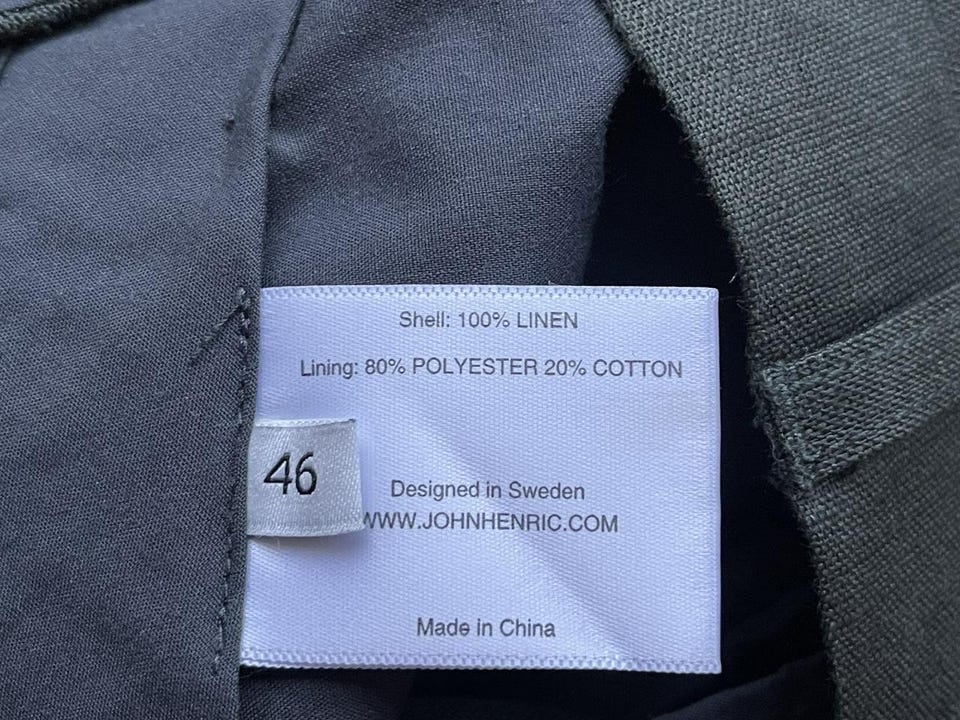 Shell: 100% LINEN
Lining: 80% POLYESTER 20% COTTON
46
Designed in Sweden
WWW.JOHNHENRIC.COM
Made in China